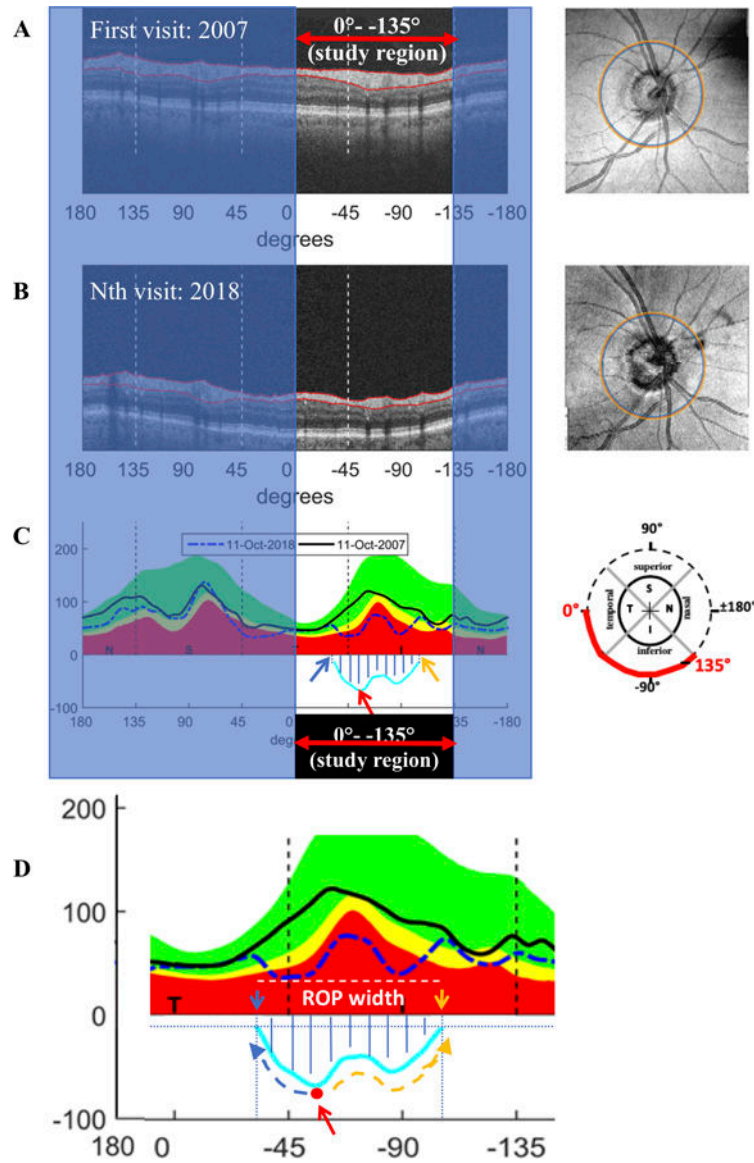 A
First visit: 2007
0°- -135°
(study region)
180 135 90 45 0 -45 -90 -135 -180
degrees
B
Nth visit: 2018
180 135 90 45 0 -45 -90 -135 -180
degrees
C
200
100
0
-100
11-Oct-2018 11-Oct-2007
N S N
180 135 90 45 0 -45 -90 -135 -180
0°- -135°
(study region)
90°
superior
temporal
nasal
S
T N
I
inferior
0°
±180°
135°
-90°
D
200
100
0
-100
ROP width
T
180 0 -45 -90 -135